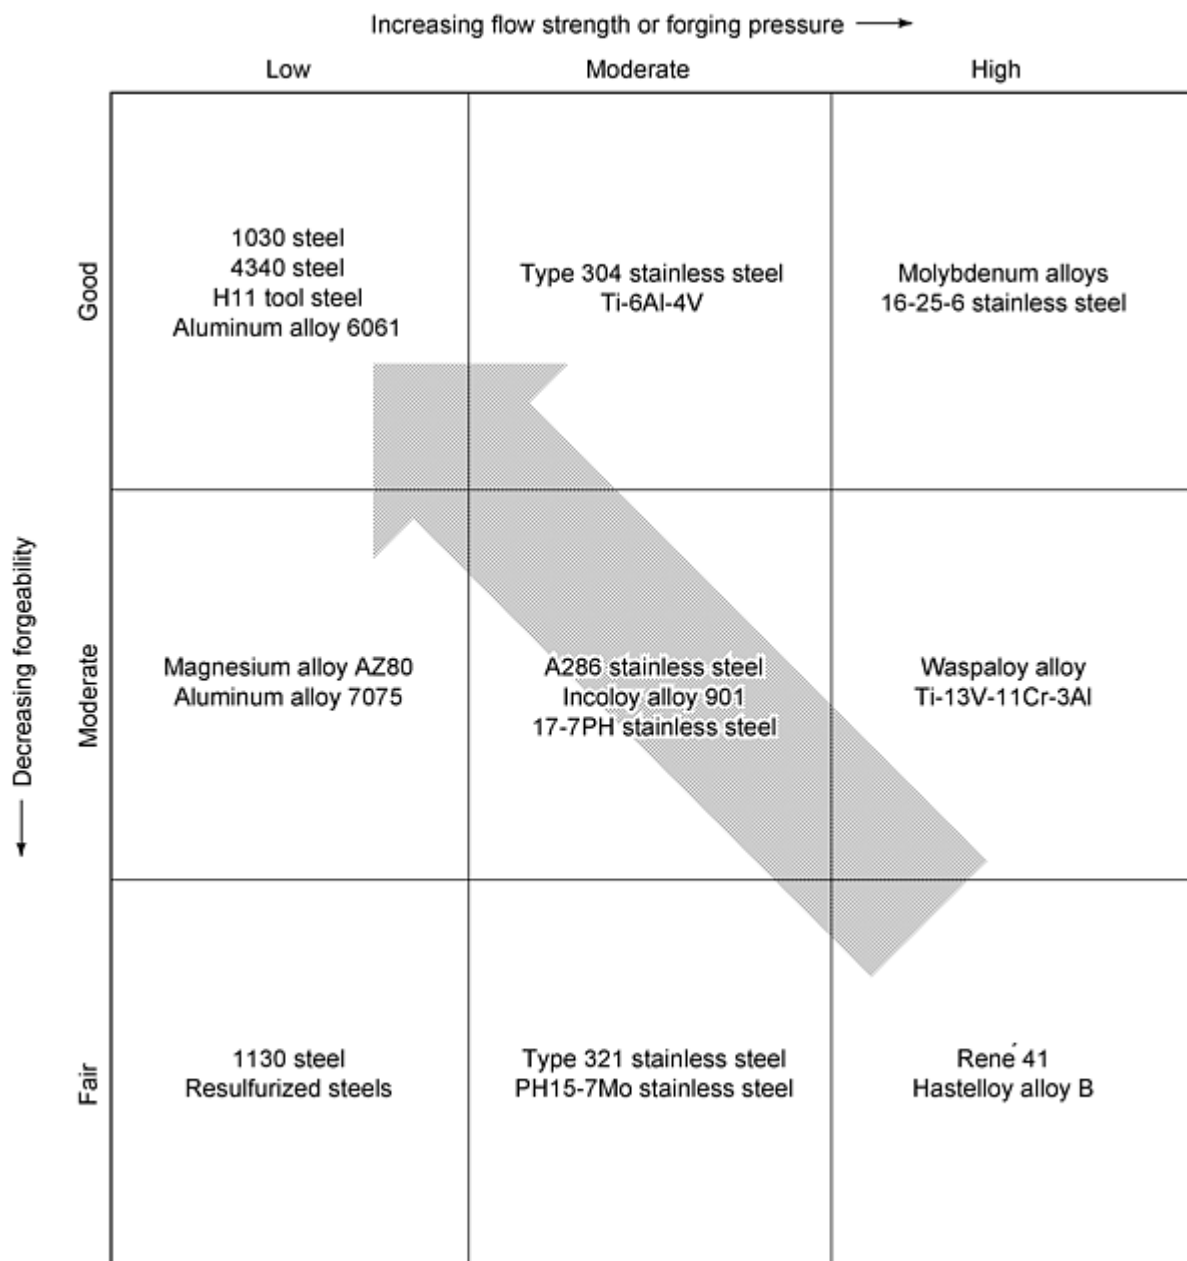 Increasing flow strength or forging pressure
Low
Moderate
High
Good
1030 steel
4340 steel
H11 tool steel
Aluminum alloy 6061
Type 304 stainless steel
Ti-6Al-4V
Molybdenum alloys
16-25-6 stainless steel
Decreasing forgeability
Moderate
Magnesium alloy AZ80
Aluminum alloy 7075
A286 stainless steel
Incoloy alloy 901
17-7PH stainless steel
Waspaloy alloy
Ti-13V-11Cr-3Al
Fair
1130 steel
Resulfurized steels
Type 321 stainless steel
PH15-7Mo stainless steel
René 41
Hastelloy alloy B